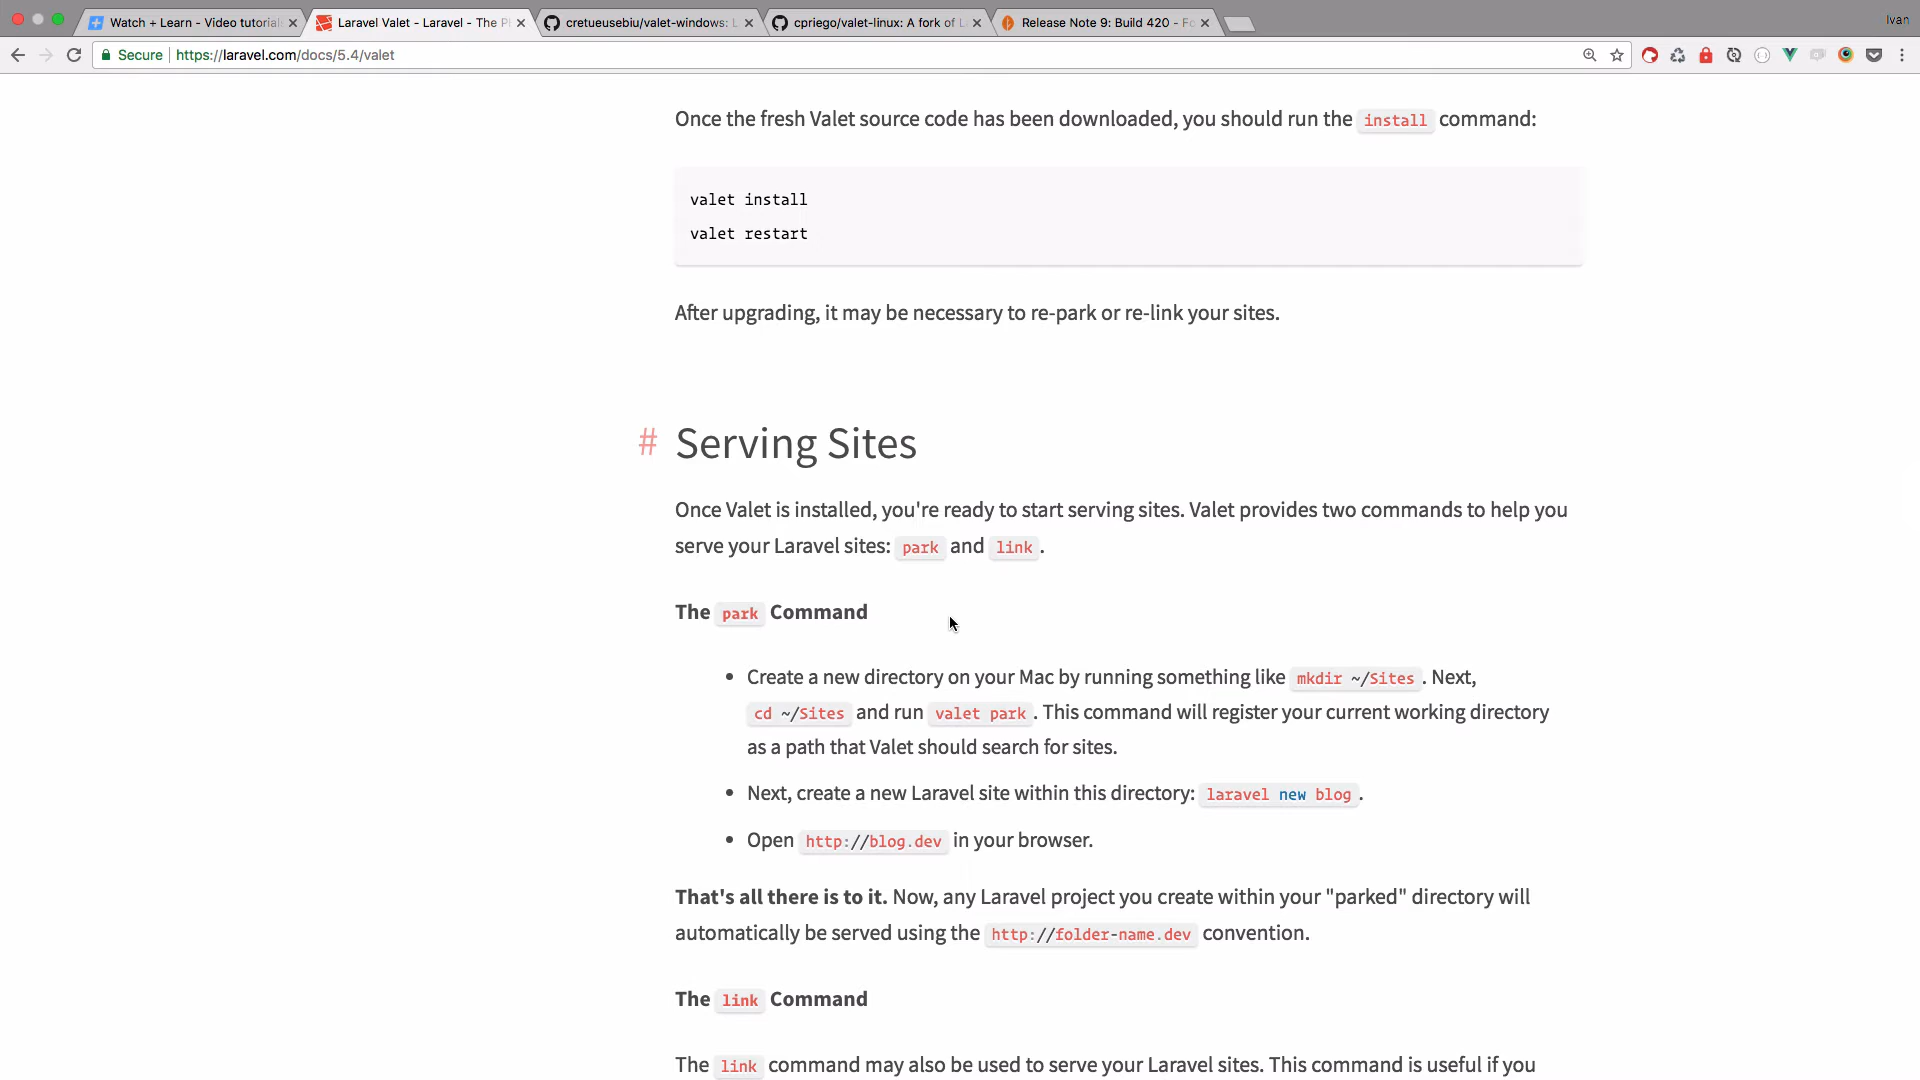 Watch + Learn - Video tutorial
Laravel Valet - Laravel - The P
cretueusebiu/valet-windows: L
cpriego/valet-linux: A fork of L
Release Note 9: Build 420 - Fo
Ivan
Secure
https://laravel.com/docs/5.4/valet
Once the fresh Valet source code has been downloaded, you should run the install command:
valet install
valet restart
After upgrading, it may be necessary to re-park or re-link your sites.
# Serving Sites
Once Valet is installed, you're ready to start serving sites. Valet provides two commands to help you
serve your Laravel sites: park and link.
The park Command
• Create a new directory on your Mac by running something like mkdir ~/Sites. Next,
cd ~/Sites and run valet park. This command will register your current working directory
as a path that Valet should search for sites.
• Next, create a new Laravel site within this directory: laravel new blog.
• Open http://blog.dev in your browser.
That's all there is to it. Now, any Laravel project you create within your "parked" directory will
automatically be served using the http://folder-name.dev convention.
The link Command
The link command may also be used to serve your Laravel sites. This command is useful if you